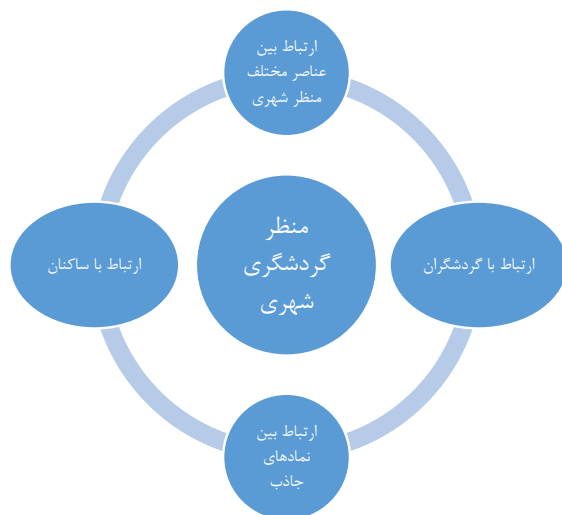 ارتباط بین
عناصر مختلف
منظر شهری
منظر
گردشگری
شهری
ارتباط با گردشگران
ارتباط با ساکنان
ارتباط بین
نمادهای
جاذب